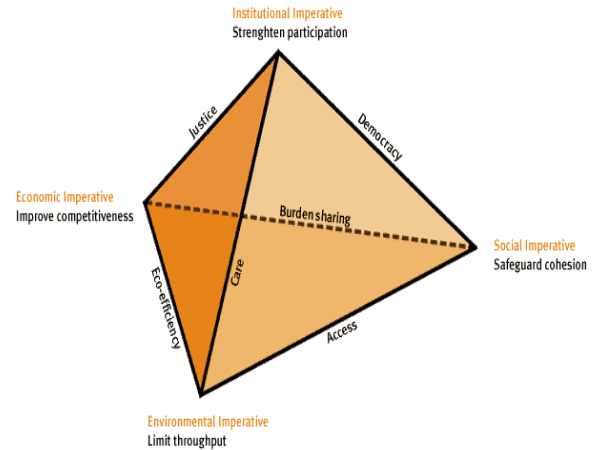 Institutional Imperative
Strenghten participation
Justice
Democracy
Economic Imperative
Improve competitiveness
Burden sharing
Social Imperative
Safeguard cohesion
Eco-efficiency
Care
Access
Environmental Imperative
Limit throughput